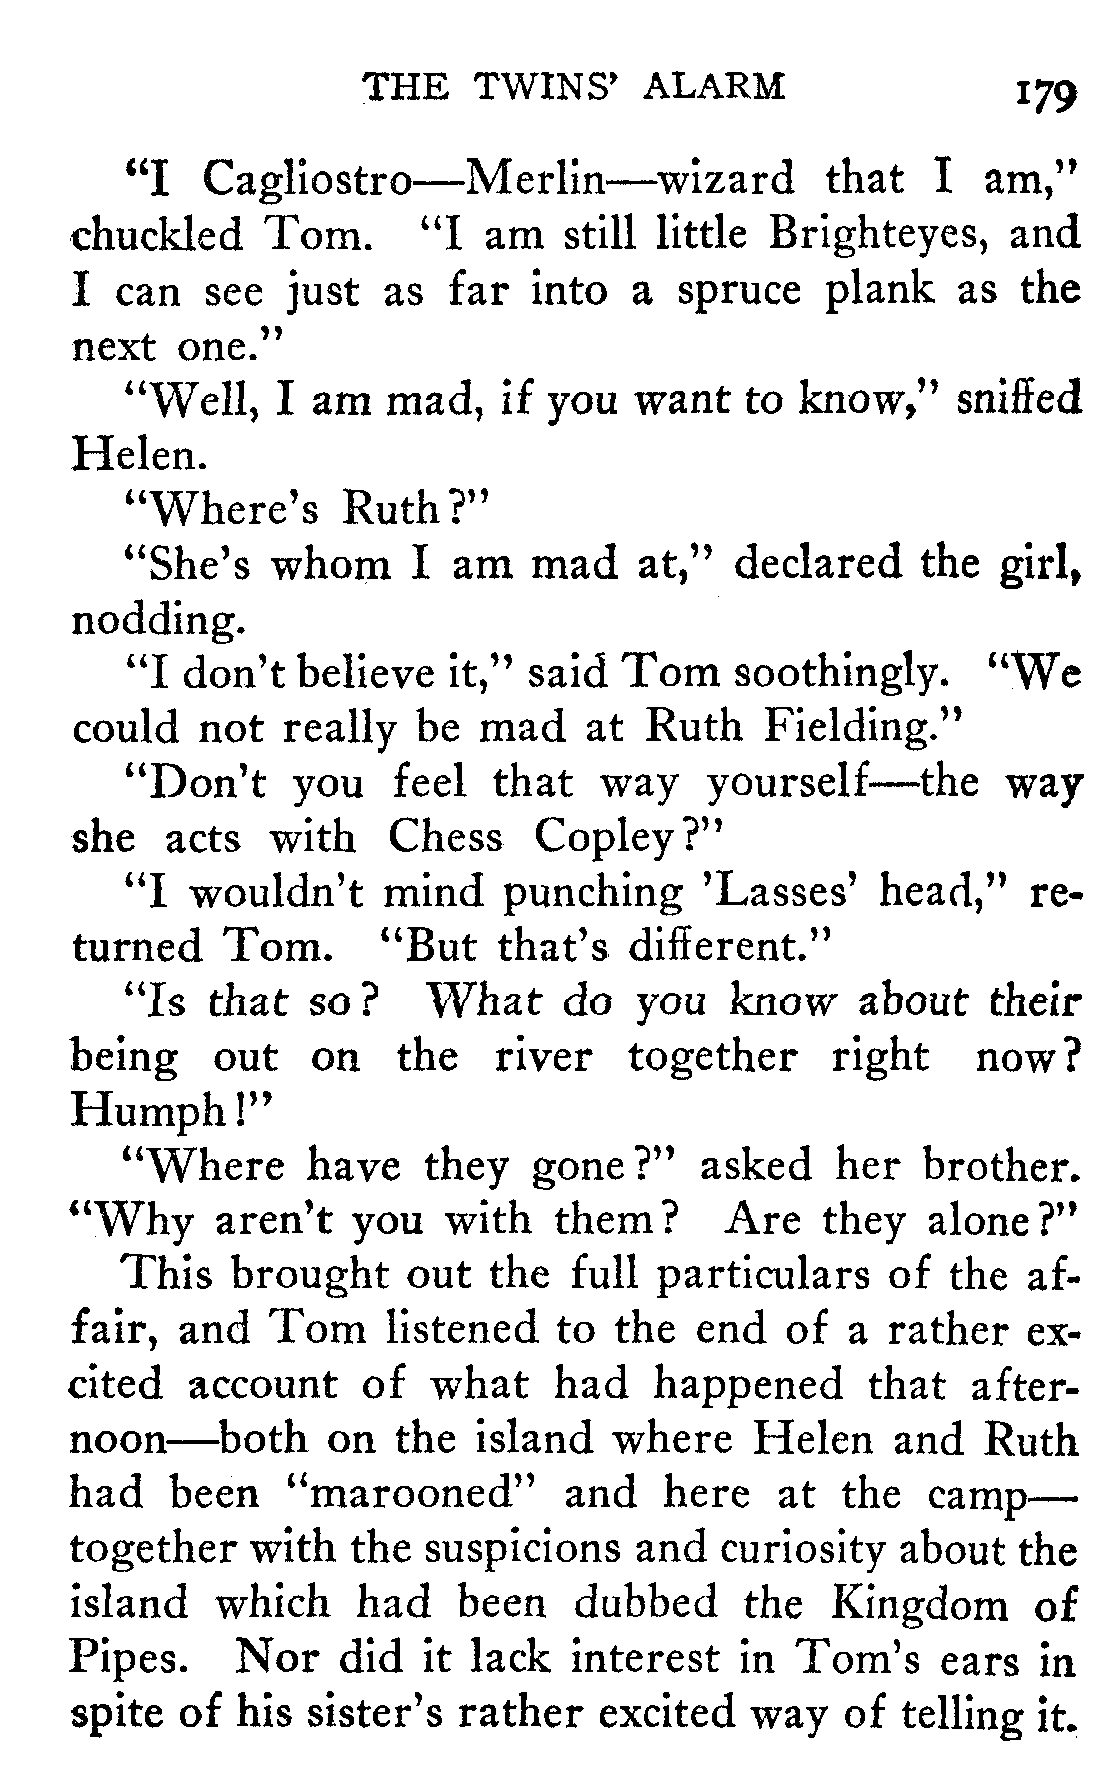 THE TWINS' ALARM 179
"I Cagliostro—Merlin—wizard that I am,"
chuckled Tom. "I am still little Brighteyes, and
I can see just as far into a spruce plank as the
next one."
"Well, I am mad, if you want to know," sniffed
Helen.
"Where's Ruth?"
"She's whom I am mad at," declared the girl,
nodding.
"I don't believe it," said Tom soothingly. "We
could not really be mad at Ruth Fielding."
"Don't you feel that way yourself—the way
she acts with Chess Copley?"
"I wouldn't mind punching 'Lasses' head," re-
turned Tom. "But that's different."
"Is that so? What do you know about their
being out on the river together right now?
Humph!"
"Where have they gone?" asked her brother.
"Why aren't you with them? Are they alone?"
This brought out the full particulars of the af-
fair, and Tom listened to the end of a rather ex-
cited account of what had happened that after-
noon—both on the island where Helen and Ruth
had been "marooned" and here at the camp—
together with the suspicions and curiosity about the
island which had been dubbed the Kingdom of
Pipes. Nor did it lack interest in Tom's ears in
spite of his sister's rather excited way of telling it.